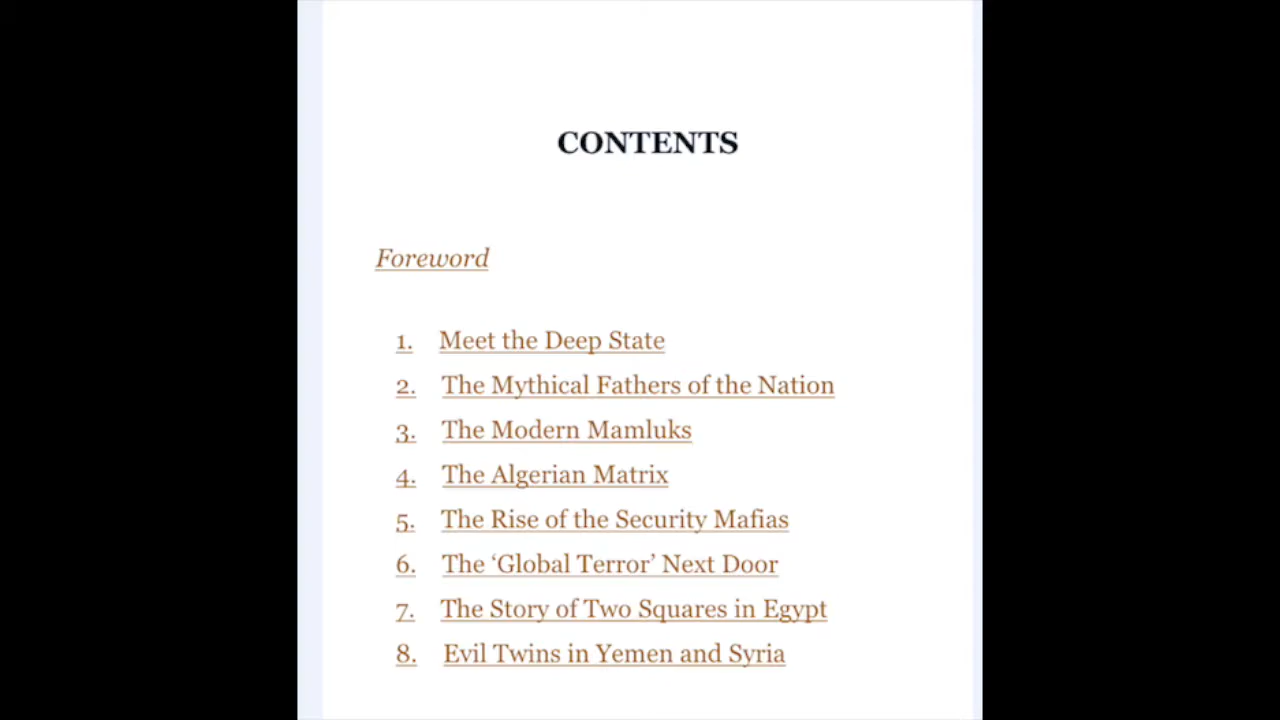 CONTENTS
Foreword
1. Meet the Deep State
2. The Mythical Fathers of the Nation
3. The Modern Mamluks
4. The Algerian Matrix
5. The Rise of the Security Mafias
6. The ‘Global Terror’ Next Door
7. The Story of Two Squares in Egypt
8. Evil Twins in Yemen and Syria